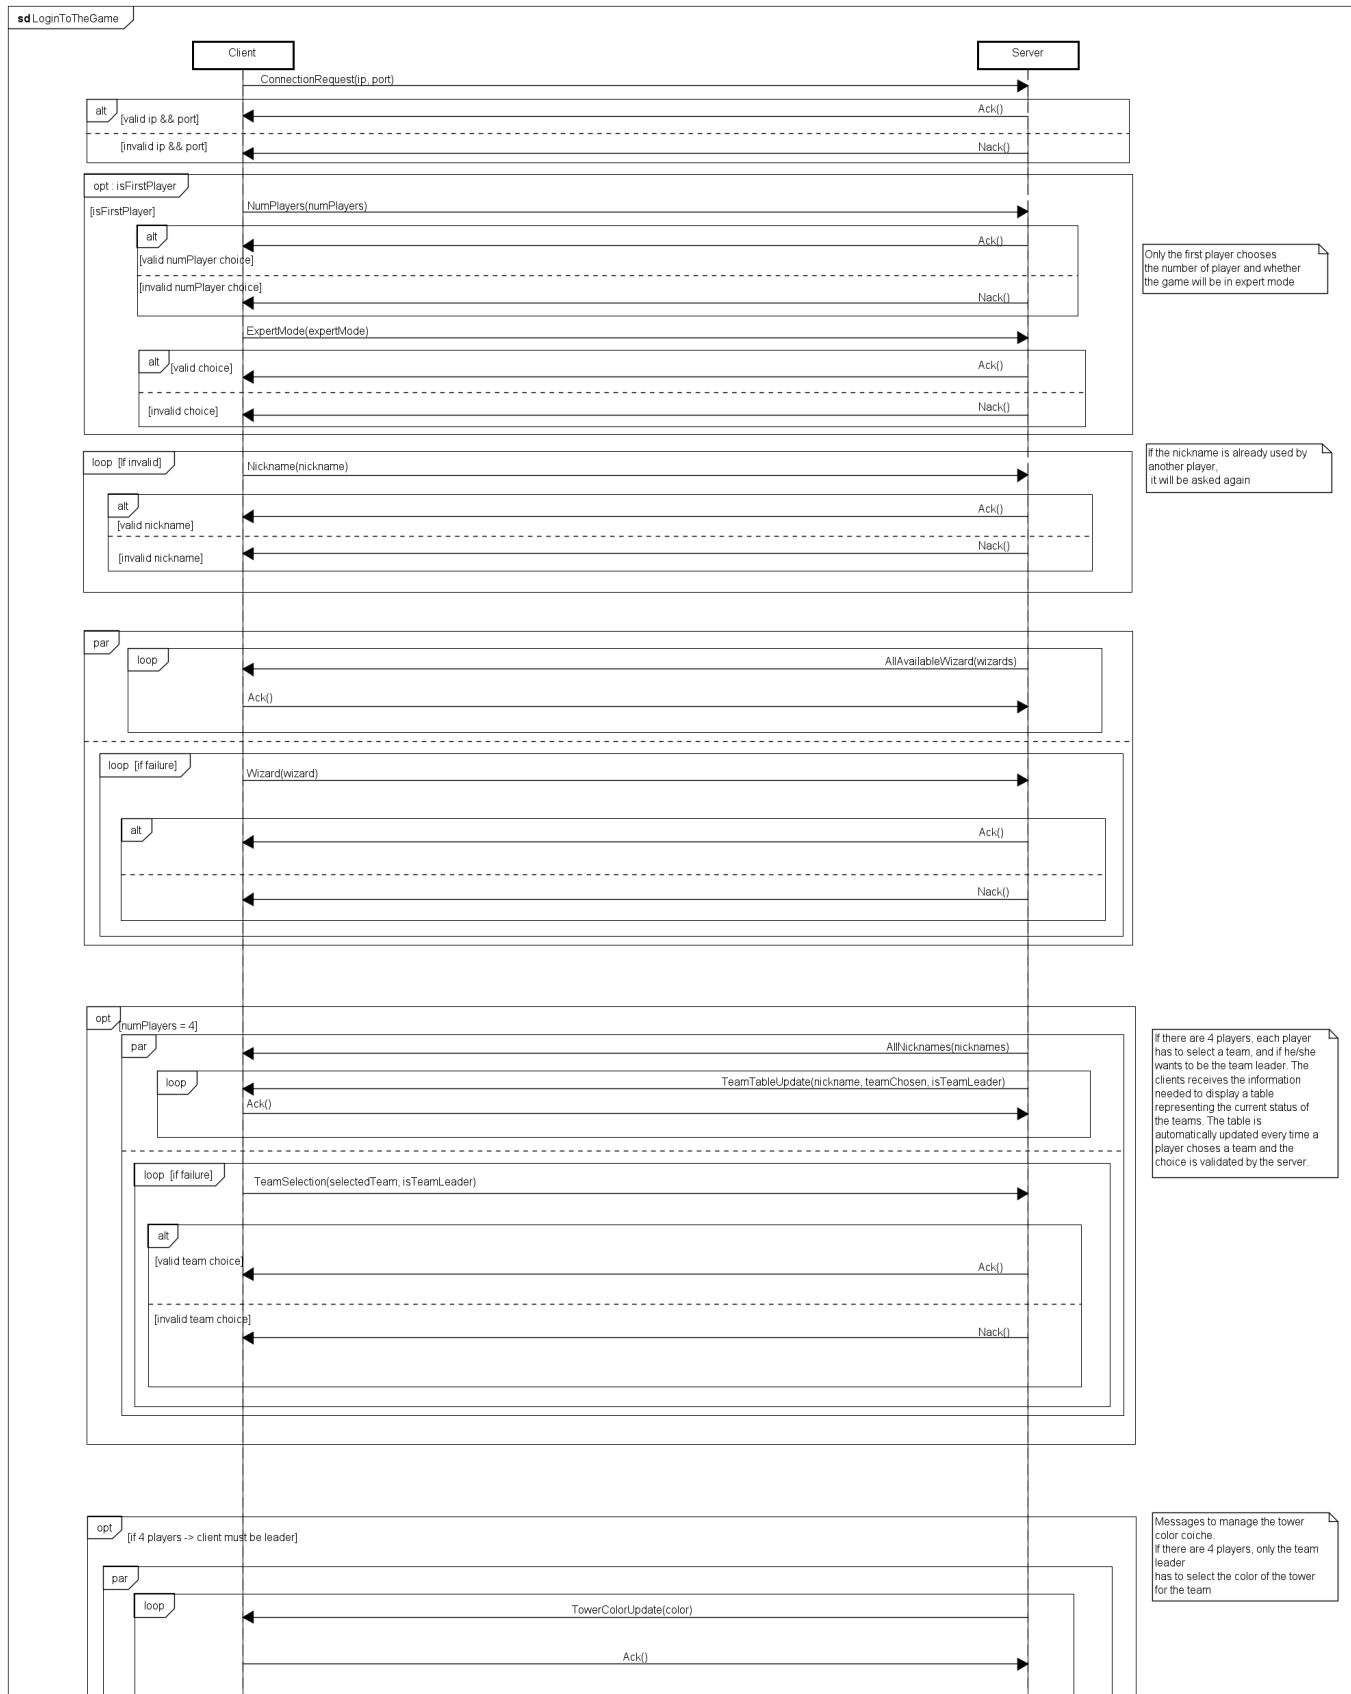 sd LoginToTheGame
Client
Server
ConnectionRequest(ip, port)
alt
[valid ip && port]
Ack()
[invalid ip && port]
Nack()
opt : isFirstPlayer
[isFirstPlayer]
NumPlayers(numPlayers)
alt
Ack()
[valid numPlayer choice]
[invalid numPlayer choice]
Nack()
Only the first player chooses
the number of player and whether
the game will be in expert mode
ExpertMode(expertMode)
alt
[valid choice]
Ack()
[invalid choice]
Nack()
loop [If invalid]
Nickname(nickname)
If the nickname is already used by
another player,
it will be asked again
alt
Ack()
[valid nickname]
[invalid nickname]
Nack()
par
loop
AllAvailableWizard(wizards)
Ack()
loop [if failure]
Wizard(wizard)
alt
Ack()
Nack()
opt
[numPlayers = 4]
par
AllNicknames(nicknames)
loop
TeamTableUpdate(nickname, teamChosen, isTeamLeader)
Ack()
If there are 4 players, each player
has to select a team, and if he/she
wants to be the team leader. The
clients receives the information
needed to display a table
representing the current status of
the teams. The table is
automatically updated every time a
player choses a team and the
choice is validated by the server.
loop [if failure]
TeamSelection(selectedTeam, isTeamLeader)
alt
[valid team choice]
Ack()
[invalid team choice]
Nack()
opt
[if 4 players -> client must be leader]
Messages to manage the tower
color coiche.
If there are 4 players, only the team
leader
has to select the color of the tower
for the team
par
loop
TowerColorUpdate(color)
Ack()